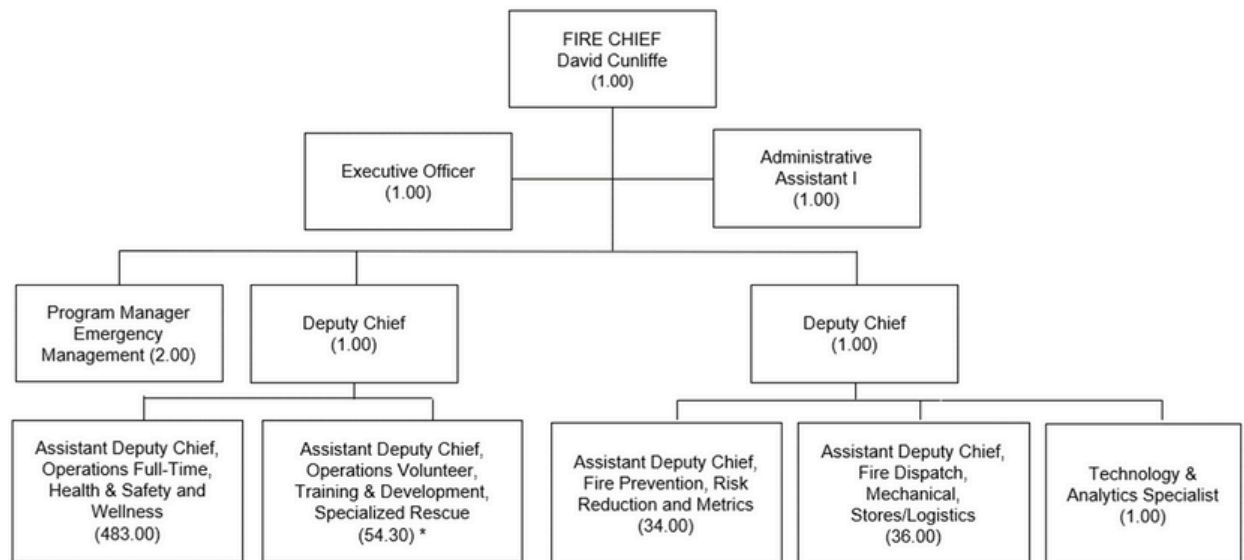 FIRE CHIEF
David Cunliffe
(1.00)
Executive Officer
(1.00)
Administrative
Assistant I
(1.00)
Program Manager
Emergency
Management (2.00)
Deputy Chief
(1.00)
Deputy Chief
(1.00)
Assistant Deputy Chief,
Operations Full-Time,
Health & Safety and
Wellness
(483.00)
Assistant Deputy Chief,
Operations Volunteer,
Training & Development,
Specialized Rescue
(54.30) *
Assistant Deputy Chief,
Fire Prevention, Risk
Reduction and Metrics
(34.00)
Assistant Deputy Chief,
Fire Dispatch,
Mechanical,
Stores/Logistics
(36.00)
Technology &
Analytics Specialist
(1.00)